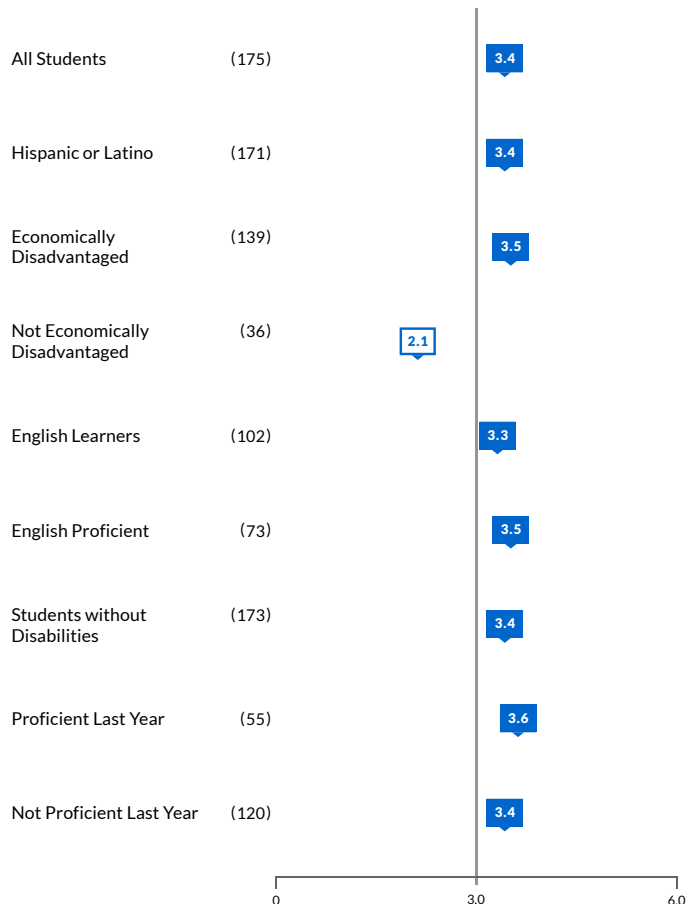 All Students (175) 3.4
Hispanic or Latino (171) 3.4
Economically (139)
Disadvantaged 3.5
Not Economically (36)
Disadvantaged 2.1
English Learners (102) 3.3
English Proficient (73) 3.5
Students without (173)
Disabilities 3.4
Proficient Last Year (55) 3.6
Not Proficient Last Year (120) 3.4
0 3.0 6.0